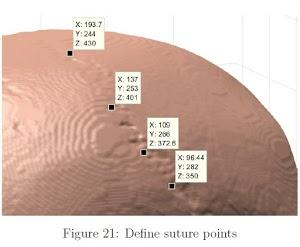 X: 193.7
Y: 244
Z: 430
X: 137
Y: 253
Z: 401
X: 109
Y: 266
Z: 372.6
X: 96.44
Y: 282
Z: 350
Figure 21: Define suture points